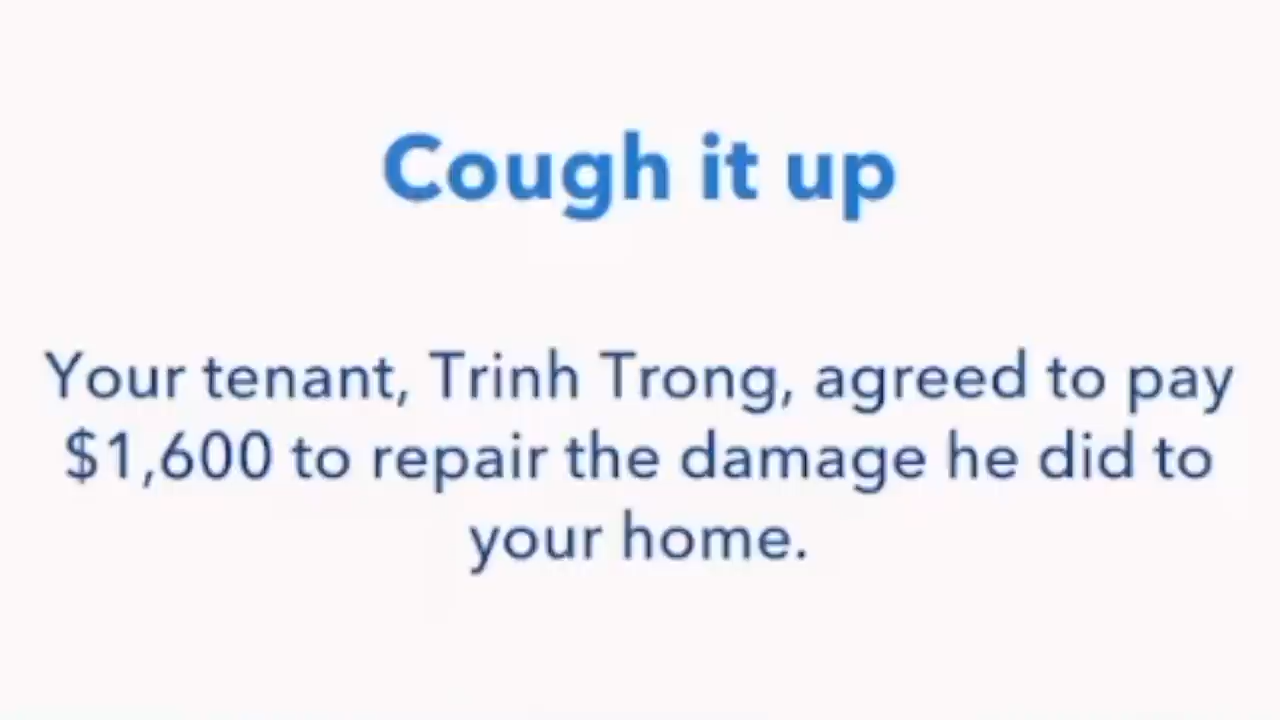 Cough it up
Your tenant, Trinh Trong, agreed to pay
$1,600 to repair the damage he did to
your home.